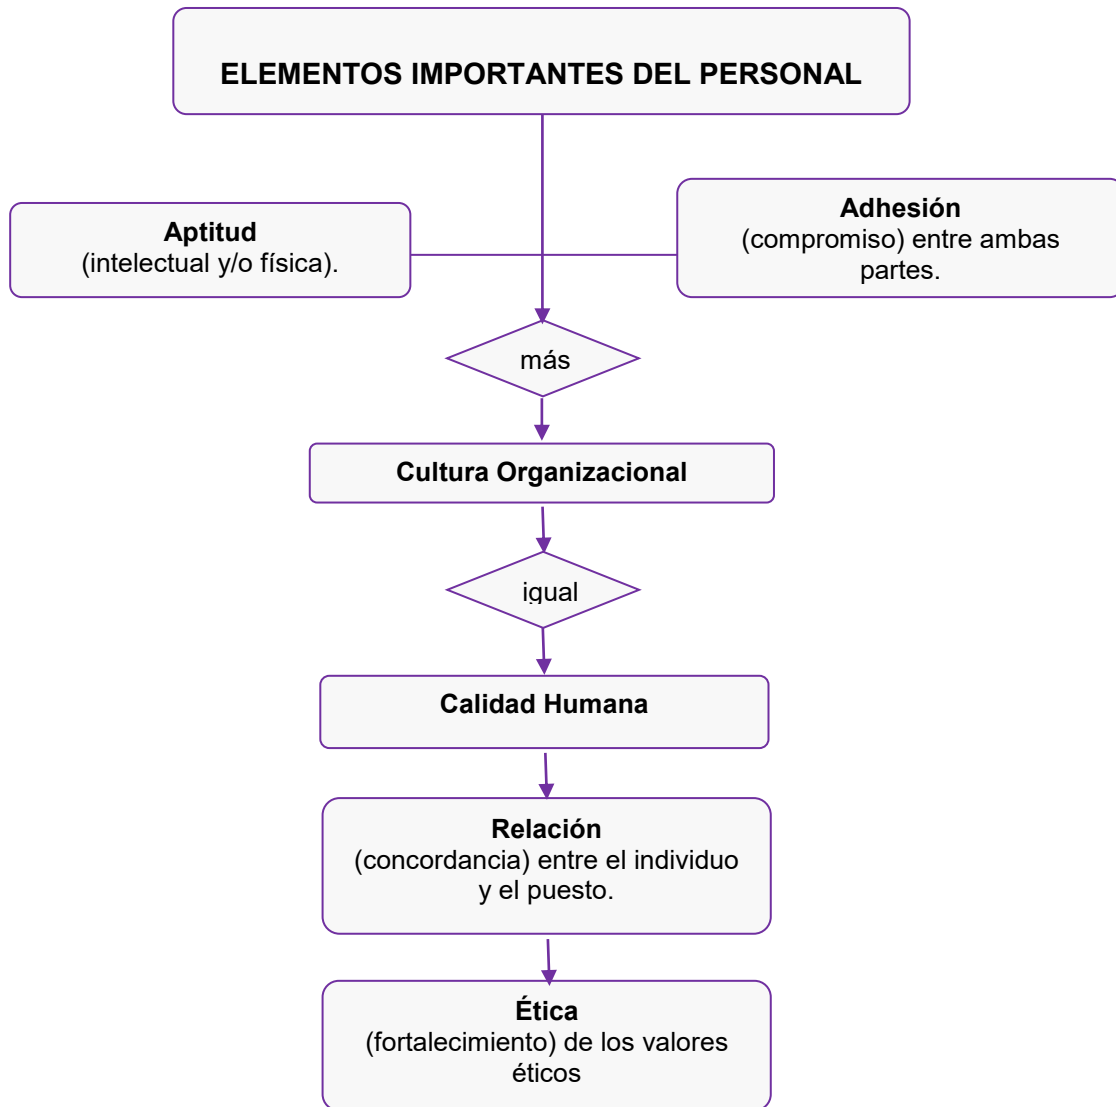 ELEMENTOS IMPORTANTES DEL PERSONAL
Aptitud
(intelectual y/o física).
Adhesión
(compromiso) entre ambas
partes.
más
Cultura Organizacional
igual
Calidad Humana
Relación
(concordancia) entre el individuo
y el puesto.
Ética
(fortalecimiento) de los valores
éticos